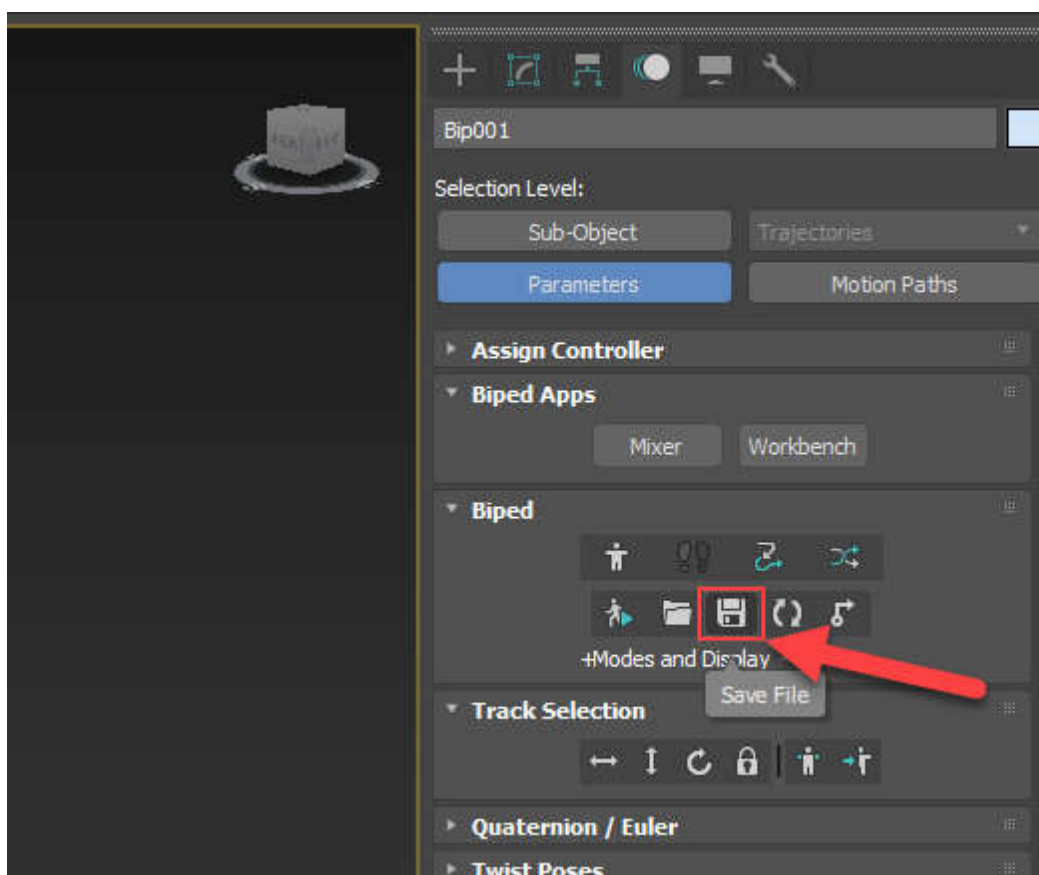 Bip001
Selection Level:
Sub-Object Trajectories
Parameters Motion Paths
Assign Controller
Biped Apps
Mixer Workbench
Biped
+Modes and Display
Save File
Track Selection
Quaternion / Euler
Twist Poses